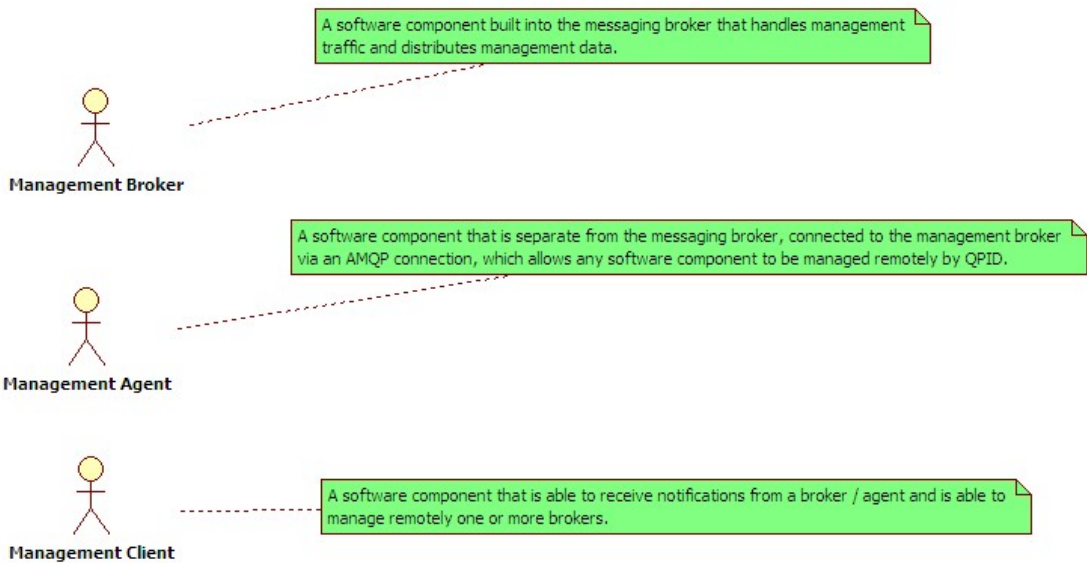 A software component built into the messaging broker that handles management
traffic and distributes management data.
Management Broker
A software component that is separate from the messaging broker, connected to the management broker
via an AMQP connection, which allows any software component to be managed remotely by QPID.
Management Agent
A software component that is able to receive notifications from a broker / agent and is able to
manage remotely one or more brokers.
Management Client